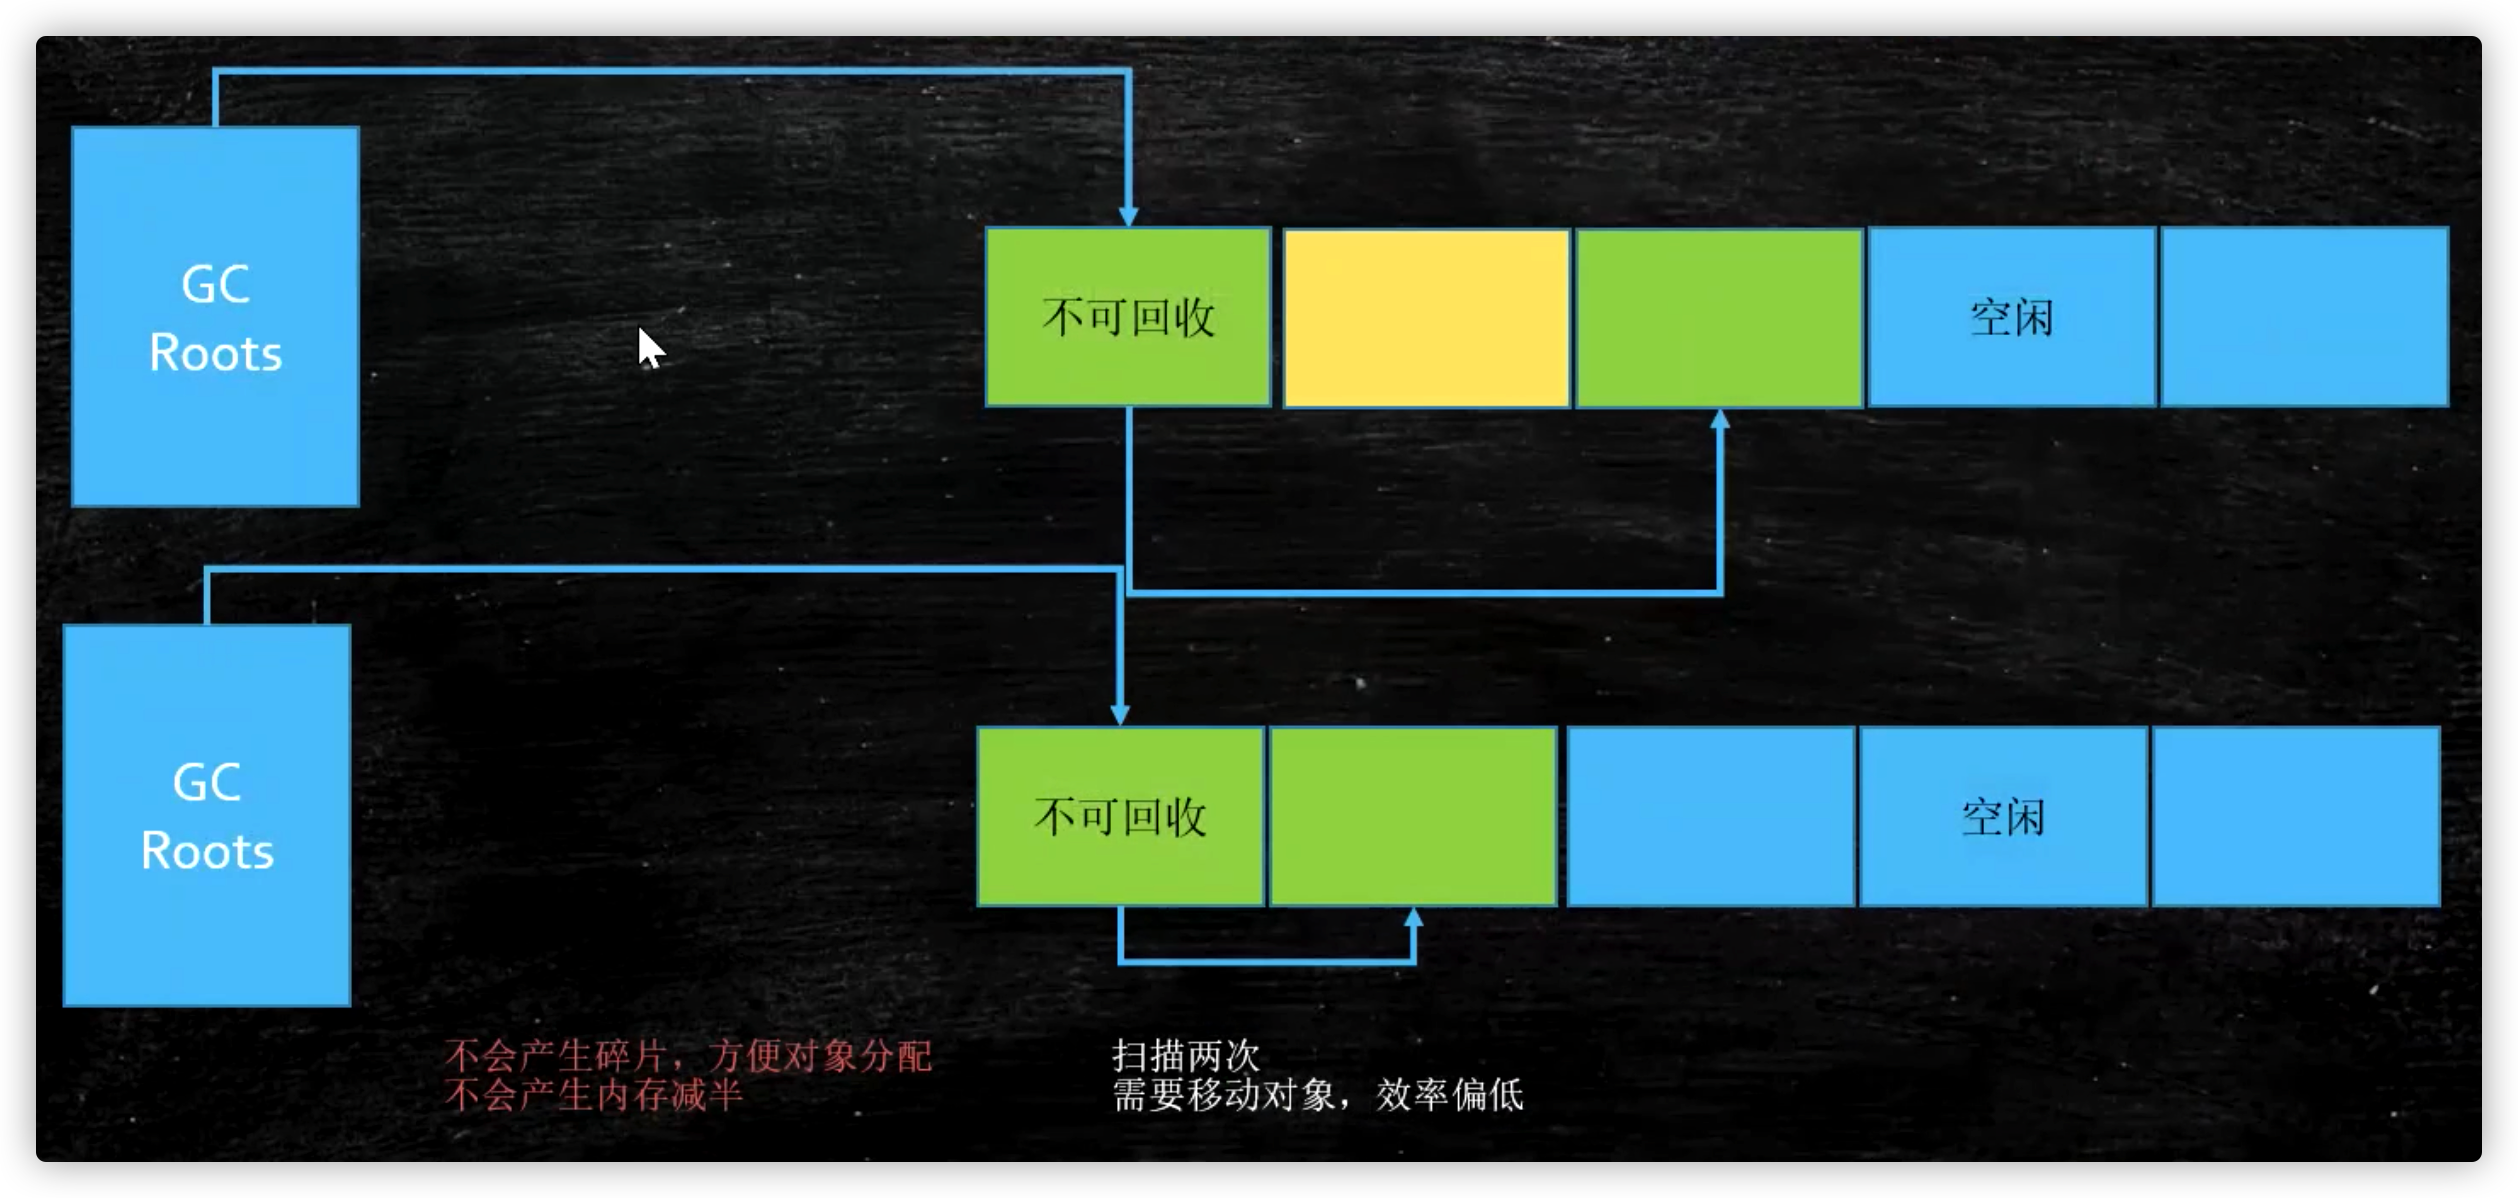 GC
Roots
不可回收
空闲
GC
Roots
不可回收
空闲
不会产生碎片，方便对象分配
不会产生内存减半
扫描两次
需要移动对象，效率偏低